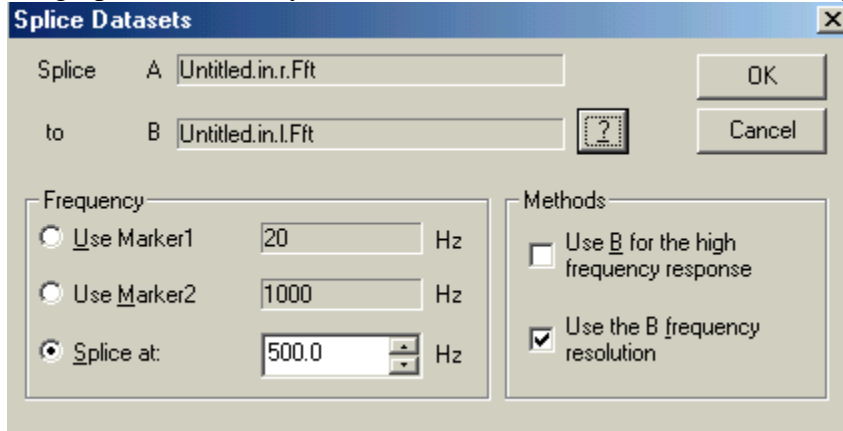 Splice Datasets
Splice A Untitled.in.r.Fft OK
to B Untitled.in.l.Fft ? Cancel
Frequency
Use Marker1 20 Hz
Use Marker2 1000 Hz
Splice at: 500.0 Hz
Methods
Use B for the high
frequency response
Use the B frequency
resolution